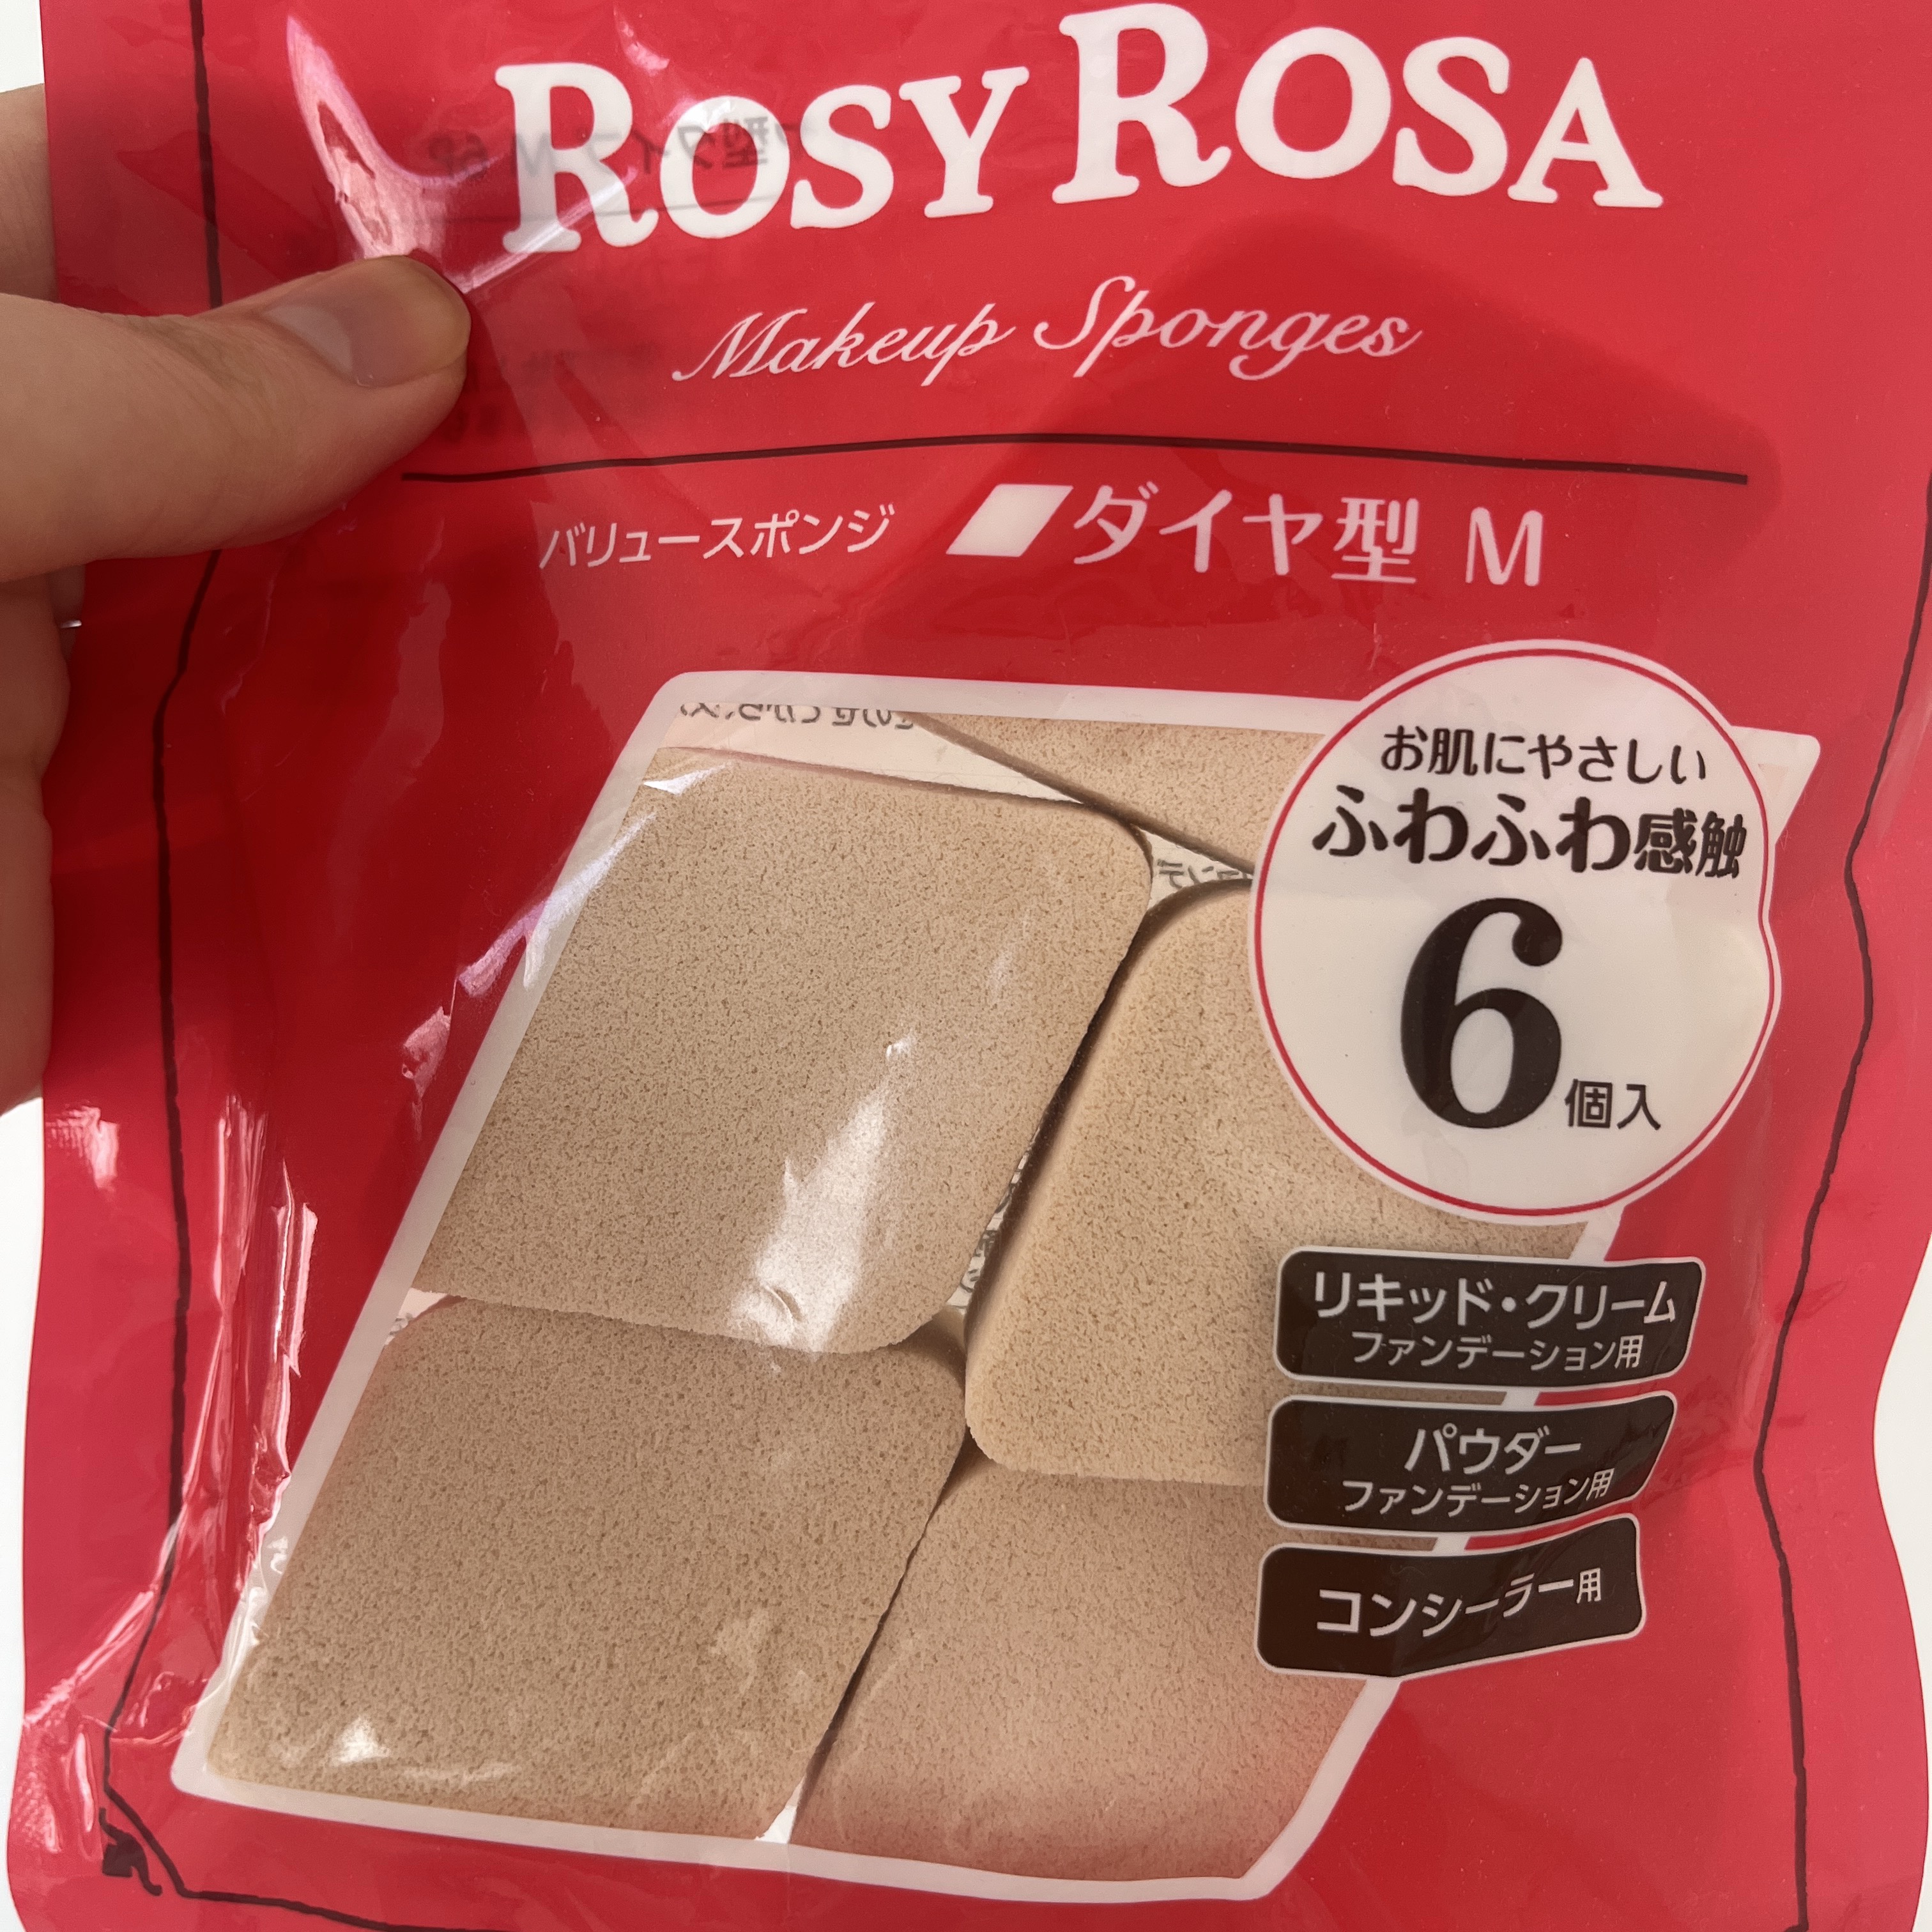 ROSY ROSA
Makeup Sponges
バリュースポンジ ダイヤ型 M
お肌にやさしい
ふわふわ感触
6個入
リキッド・クリーム
ファンデーション用
パウダー
ファンデーション用
コンシーラー用